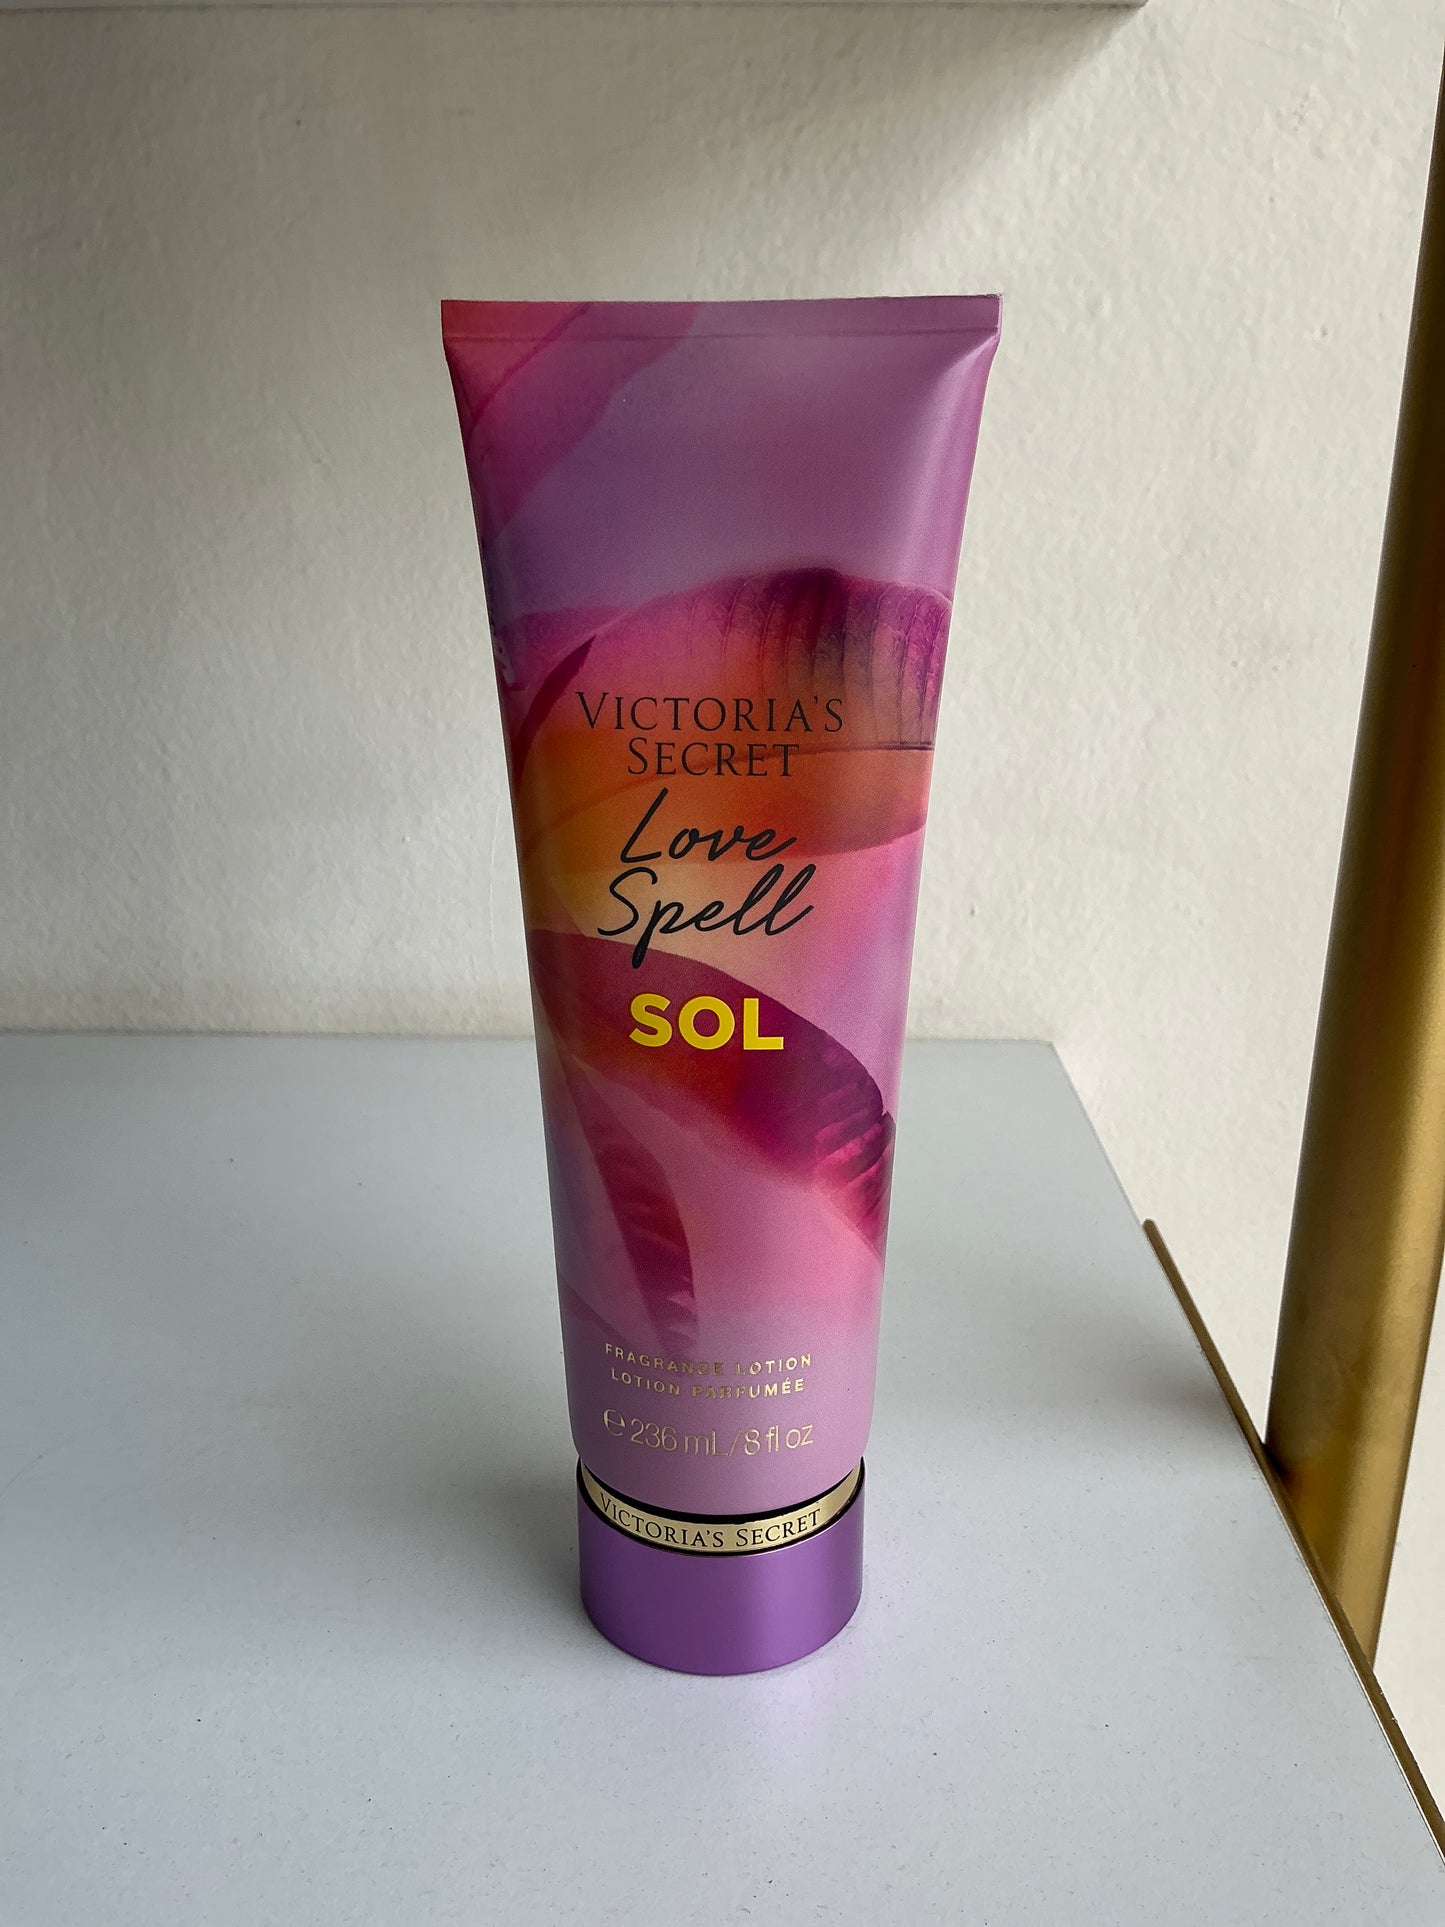 VICTORIA'S
SECRET
Love
Spell
SOL
FRAGRANCE LOTION
LOTION PARFUMÉE
℮ 236 mL/8 fl oz
VICTORIA'S SECRET